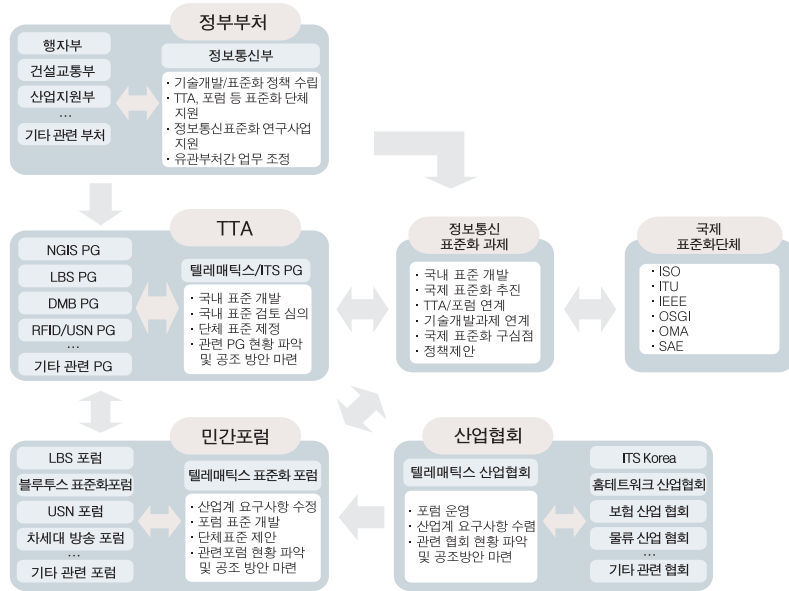 정부부처
행자부
건설교통부
산업지원부
...
기타 관련 부처
정보통신부
· 기술개발/표준화 정책 수립
· TTA, 포럼 등 표준화 단체
지원
· 정보통신표준화 연구사업
지원
· 유관부처간 업무 조정
TTA
NGIS PG
LBS PG
DMB PG
RFID/USN PG
...
기타 관련 PG
텔레매틱스/ITS PG
· 국내 표준 개발
· 국내 표준 검토 심의
· 단체 표준 제정
· 관련 PG 현황 파악
및 공조 방안 마련
정보통신
표준화 과제
· 국내 표준 개발
· 국제 표준화 추진
· TTA/포럼 연계
· 기술개발과제 연계
· 국제 표준화 구심점
· 정책제안
국제
표준화단체
· ISO
· ITU
· IEEE
· OSGI
· OMA
· SAE
민간포럼
LBS 포럼
블루투스 표준화포럼
USN 포럼
차세대 방송 포럼
...
기타 관련 포럼
텔레매틱스 표준화 포럼
· 산업계 요구사항 수정
· 포럼 표준 개발
· 단체표준 제안
· 관련포럼 현황 파악
및 공조 방안 마련
산업협회
텔레매틱스 산업협회
· 포럼 운영
· 산업계 요구사항 수렴
· 관련 협회 현황 파악
및 공조방안 마련
ITS Korea
홈테트워크 산업협회
보험 산업 협회
물류 산업 협회
...
기타 관련 협회